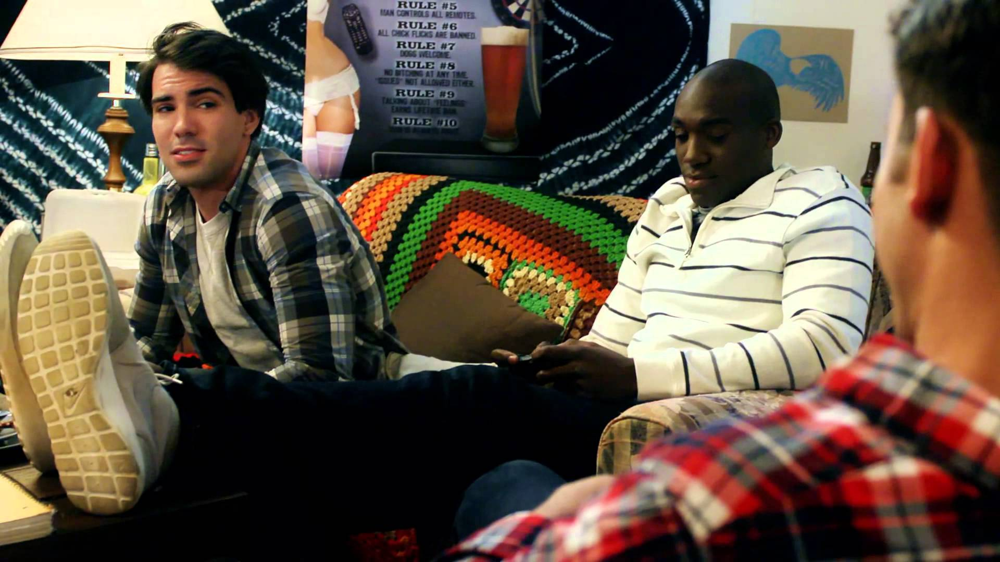 RULE #5
MAN CONTROLS ALL REMOTES.
RULE #6
ALL CHICK FLICKS ARE BANNED.
RULE #7
DOGS WELCOME.
RULE #8
NO BITCHING AT ANY TIME.
"ISSUES" NOT ALLOWED EITHER.
RULE #9
TALKING ABOUT "FEELINGS"
EARNS LIFETIME BAN.
RULE #10